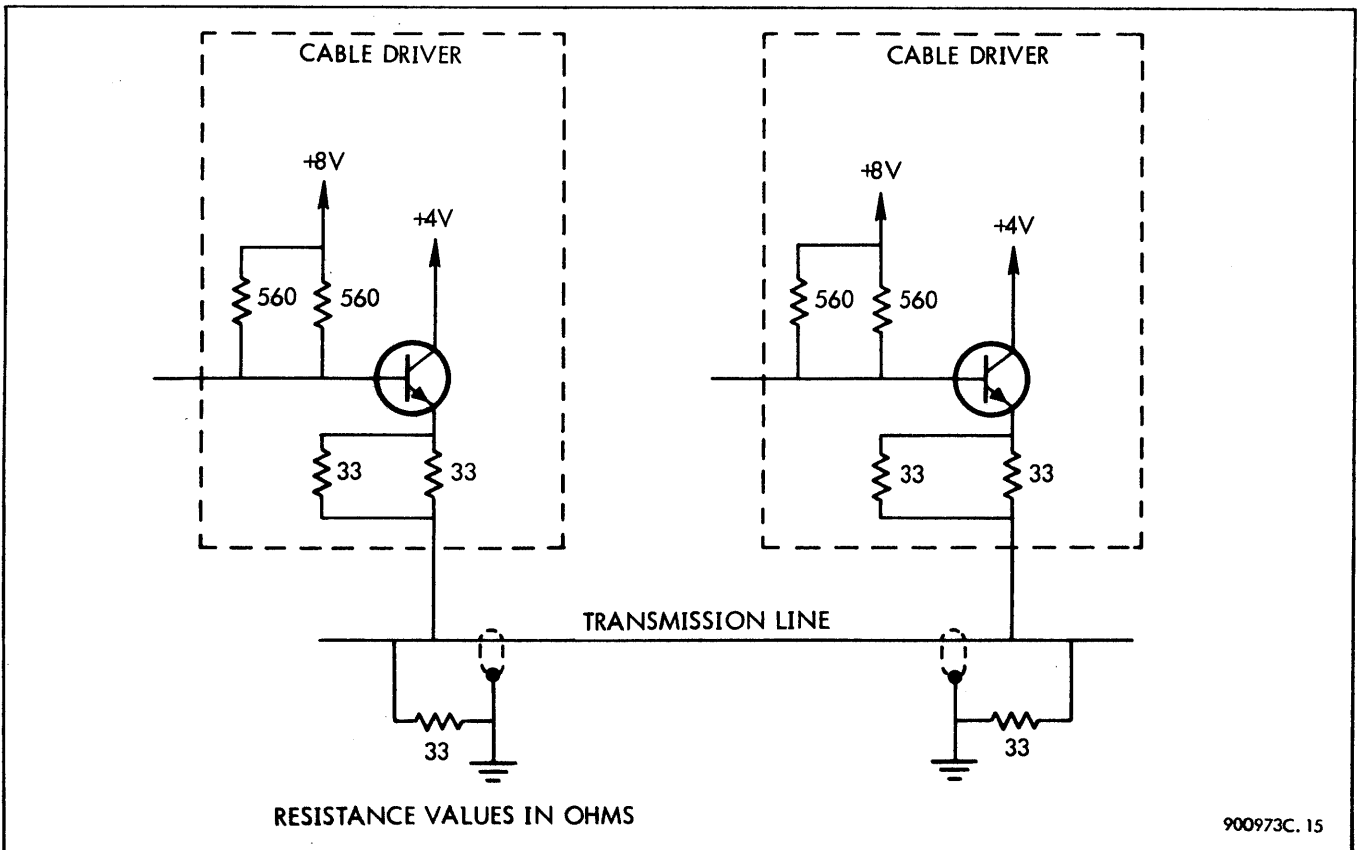 CABLE DRIVER
CABLE DRIVER
+8V
+4V
560 560
33 33
+8V
+4V
560 560
33 33
TRANSMISSION LINE
33
33
RESISTANCE VALUES IN OHMS
900973C. 15